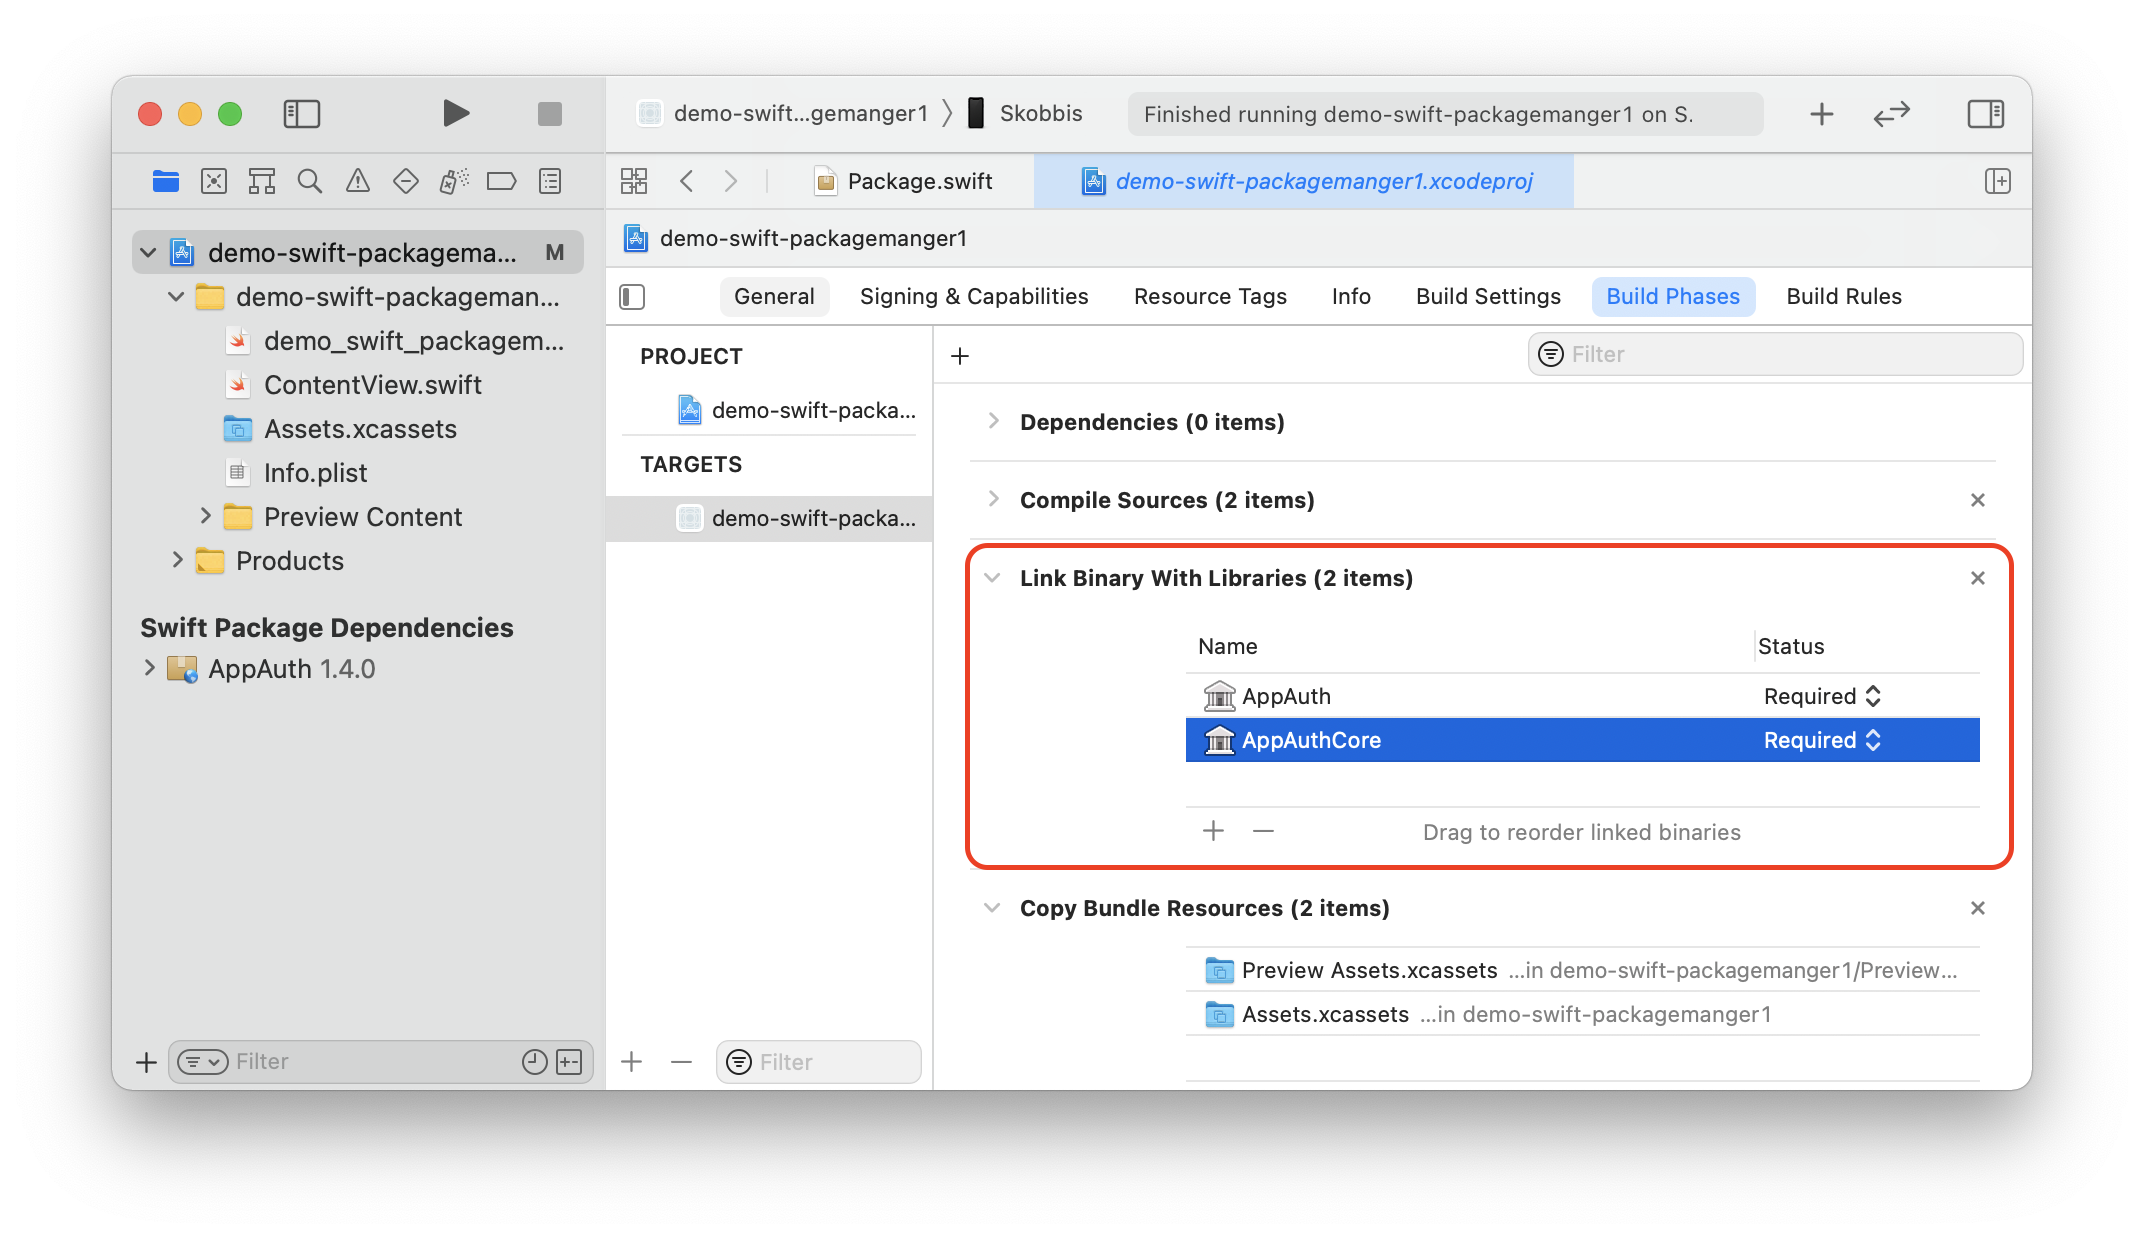 demo-swift...gemanger1
Skobbis
Finished running demo-swift-packagemanger1 on S.
Package.swift
demo-swift-packagemanger1.xcodeproj
demo-swift-packagema... M
demo-swift-packageman...
demo_swift_packagem...
ContentView.swift
Assets.xcassets
Info.plist
Preview Content
Products
Swift Package Dependencies
AppAuth 1.4.0
Filter
demo-swift-packagemanger1
General Signing & Capabilities Resource Tags Info Build Settings Build Phases Build Rules
PROJECT
demo-swift-packa...
TARGETS
demo-swift-packa...
Filter
Filter
Dependencies (0 items)
Compile Sources (2 items)
Link Binary With Libraries (2 items)
Name Status
AppAuth Required
AppAuthCore Required
Drag to reorder linked binaries
Copy Bundle Resources (2 items)
Preview Assets.xcassets ...in demo-swift-packagemanger1/Preview...
Assets.xcassets ...in demo-swift-packagemanger1